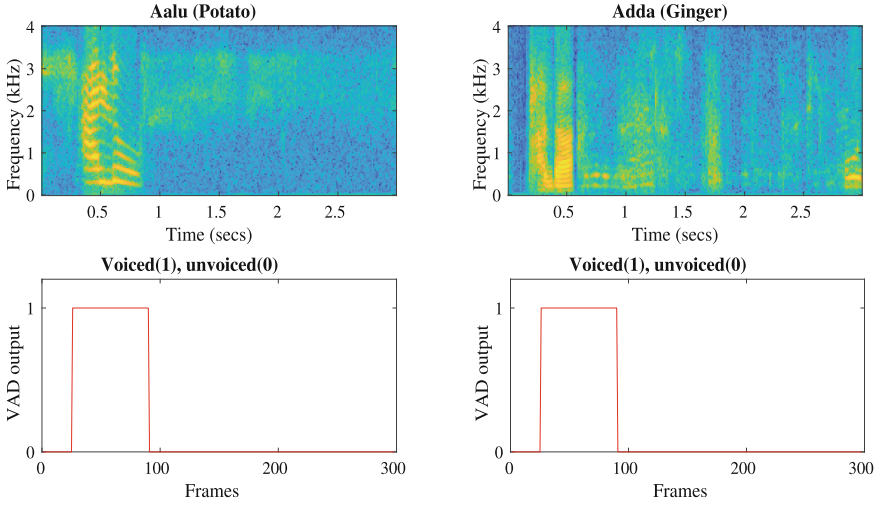 Aalu (Potato)
Frequency (kHz)
4
3
2
1
0
0.5 1 1.5 2 2.5
Time (secs)
Adda (Ginger)
Frequency (kHz)
4
3
2
1
0
0.5 1 1.5 2 2.5
Time (secs)
Voiced(1), unvoiced(0)
VAD output
1
0
0 100 200 300
Frames
Voiced(1), unvoiced(0)
VAD output
1
0
0 100 200 300
Frames